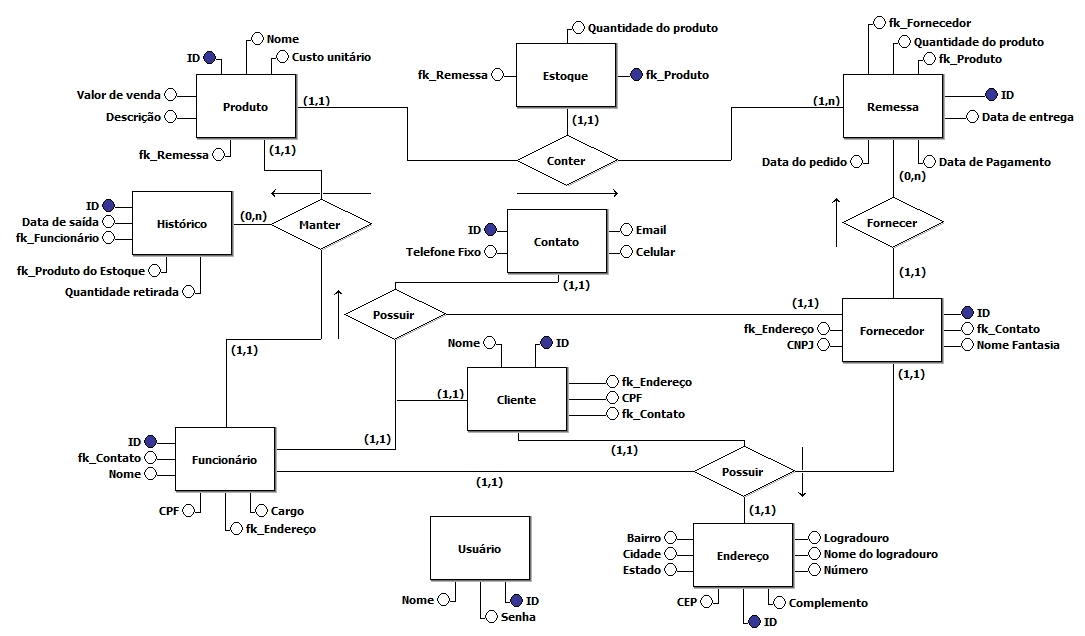 fk_Fornecedor
Quantidade do produto
Nome
Quantidade do produto
ID
Custo unitário
fk_Produto
fk_Remessa
Estoque
fk_Produto
Valor de venda
Produto
(1,1)
(1,n)
Remessa
ID
Descrição
(1,1)
Data de entrega
fk_Remessa
(1,1)
Conter
Data do pedido
Data de Pagamento
(0,n)
ID
Histórico
(0,n)
Manter
Data de saída
fk_Funcionário
ID
Contato
Email
Telefone Fixo
Celular
Fornecer
fk_Produto do Estoque
Quantidade retirada
(1,1)
(1,1)
Possuir
(1,1)
ID
fk_Endereço
Fornecedor
fk_Contato
CNPJ
Nome Fantasia
(1,1)
Nome
ID
(1,1)
fk_Endereço
(1,1)
Cliente
CPF
fk_Contato
ID
(1,1)
(1,1)
fk_Contato
Funcionário
Nome
Possuir
(1,1)
CPF
Cargo
(1,1)
fk_Endereço
Usuário
Bairro
Logradouro
Cidade
Endereço
Nome do logradouro
Estado
Número
Nome
ID
CEP
Complemento
Senha
ID